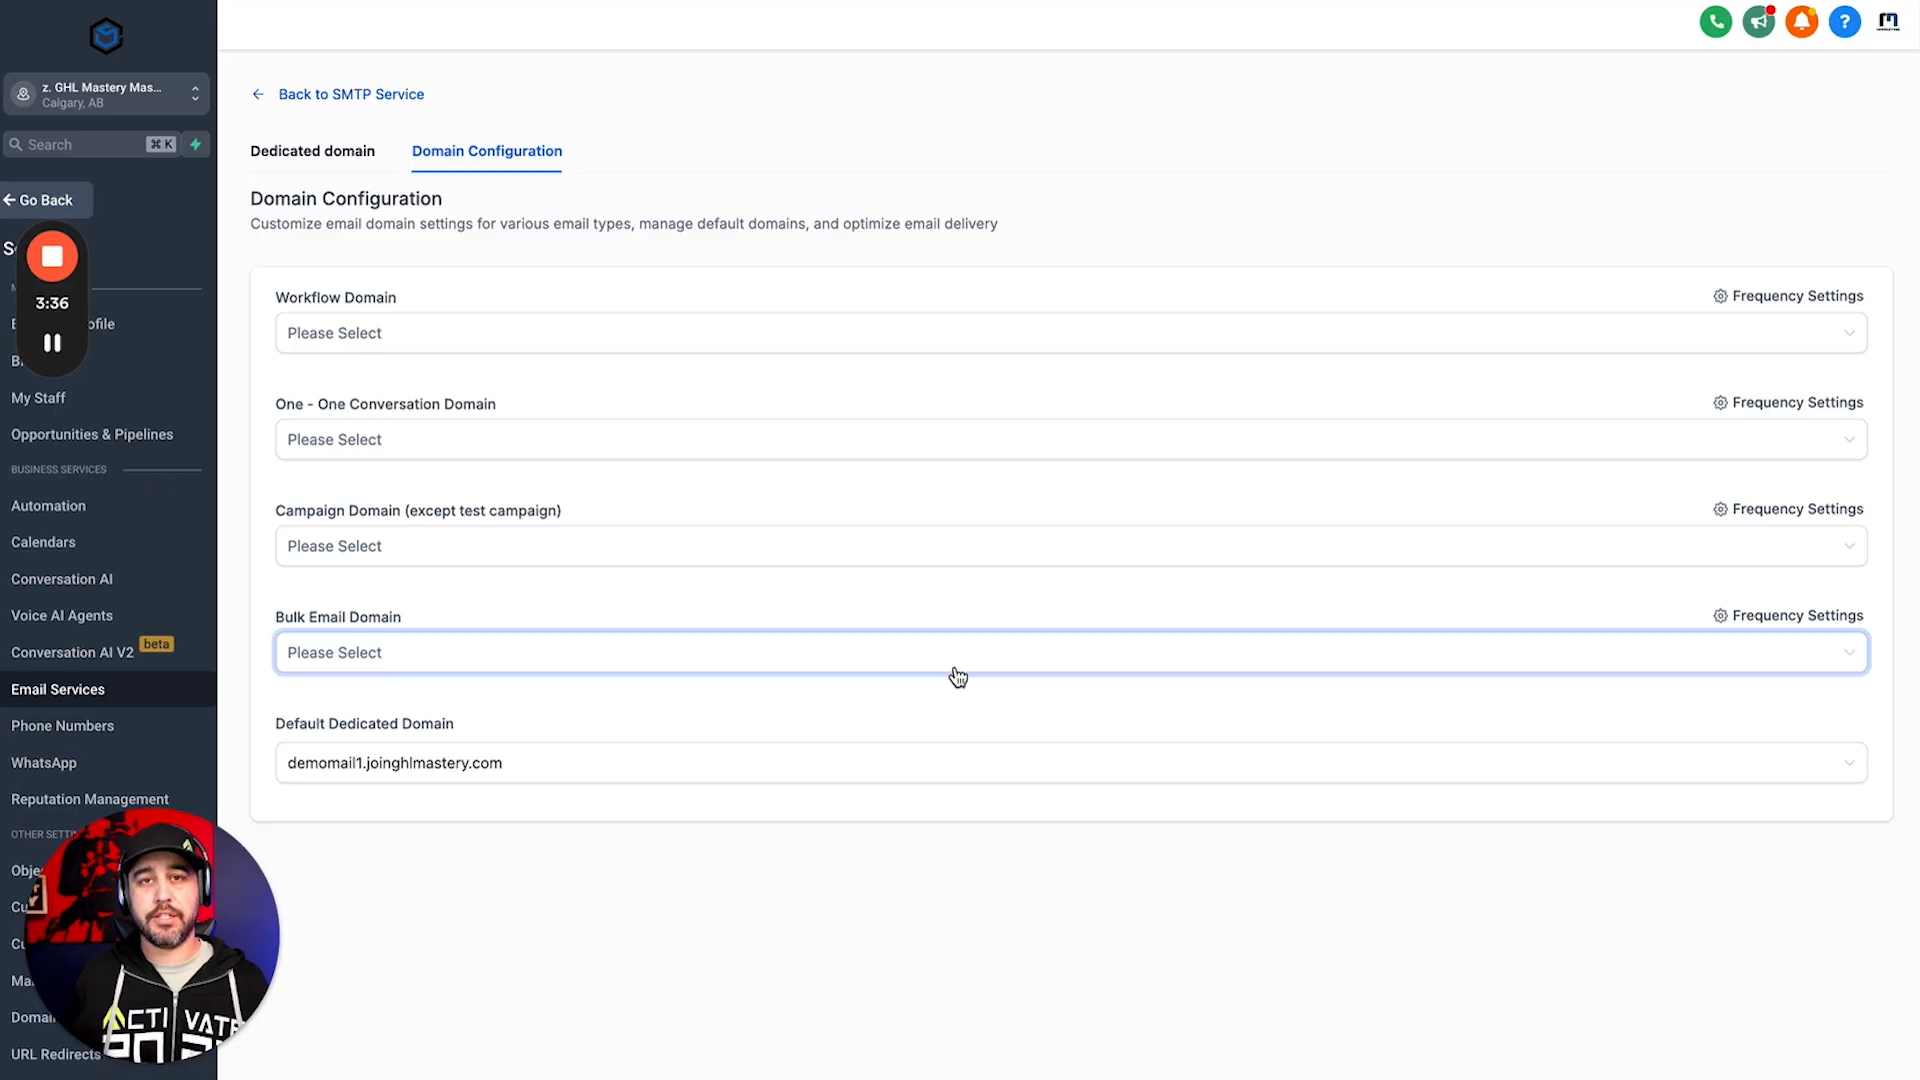 z. GHL Mastery Mas...
Calgary, AB
Search
⌘ K
Go Back
3:36
My Staff
Opportunities & Pipelines
BUSINESS SERVICES
Automation
Calendars
Conversation AI
Voice AI Agents
Conversation AI V2
beta
Email Services
Phone Numbers
WhatsApp
Reputation Management
URL Redirects
ACTIVATE
Back to SMTP Service
Dedicated domain
Domain Configuration
Domain Configuration
Customize email domain settings for various email types, manage default domains, and optimize email delivery
Workflow Domain
Frequency Settings
Please Select
One - One Conversation Domain
Frequency Settings
Please Select
Campaign Domain (except test campaign)
Frequency Settings
Please Select
Bulk Email Domain
Frequency Settings
Please Select
Default Dedicated Domain
demomail1.joinghlmastery.com